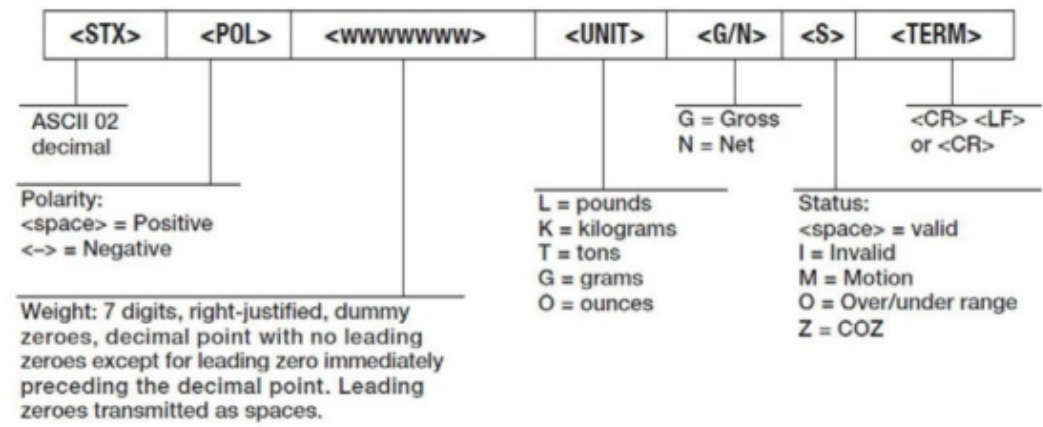 <STX> <POL> <wwwwwwww> <UNIT> <G/N> <S> <TERM>
ASCII 02
decimal
G = Gross
N = Net
<CR> <LF>
or <CR>
Polarity:
<space> = Positive
<–> = Negative
L = pounds
K = kilograms
T = tons
G = grams
O = ounces
Status:
<space> = valid
I = Invalid
M = Motion
O = Over/under range
Z = COZ
Weight: 7 digits, right-justified, dummy
zeroes, decimal point with no leading
zeroes except for leading zero immediately
preceding the decimal point. Leading
zeroes transmitted as spaces.